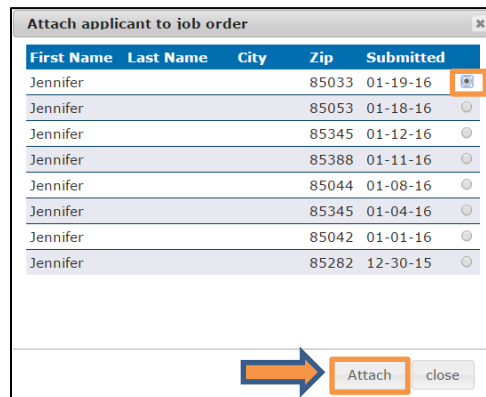 Attach applicant to job order
First Name Last Name City Zip Submitted
Jennifer 85033 01-19-16
Jennifer 85053 01-18-16
Jennifer 85345 01-12-16
Jennifer 85388 01-11-16
Jennifer 85044 01-08-16
Jennifer 85345 01-04-16
Jennifer 85042 01-01-16
Jennifer 85282 12-30-15
Attach close